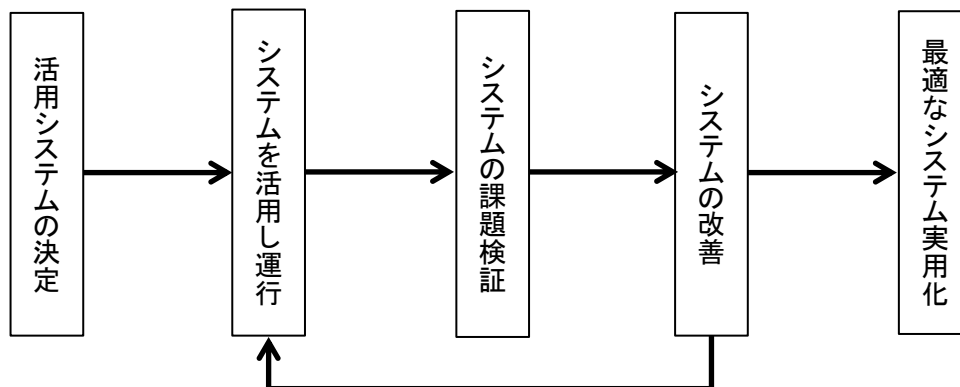 活用システムの決定
システムを活用し運行
システムの課題検証
システムの改善
最適なシステム実用化